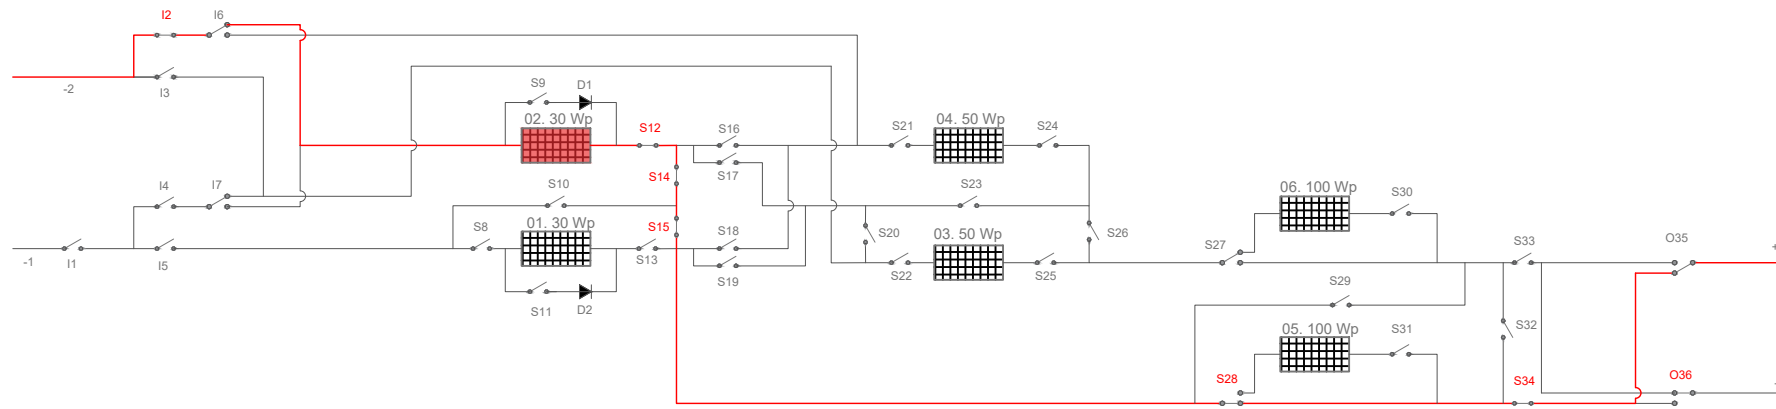 I2
I6
-2
I3
S9
D1
02. 30 Wp
S12
S16
S17
S14
S21
04. 50 Wp
S24
I4
I7
S10
S23
06. 100 Wp
S30
01. 30 Wp
S8
S15
S13
S18
S19
S20
S22
03. 50 Wp
S25
S26
S27
S33
O35
-1
I1
I5
S11
D2
S29
S32
05. 100 Wp
S31
S28
S34
O36